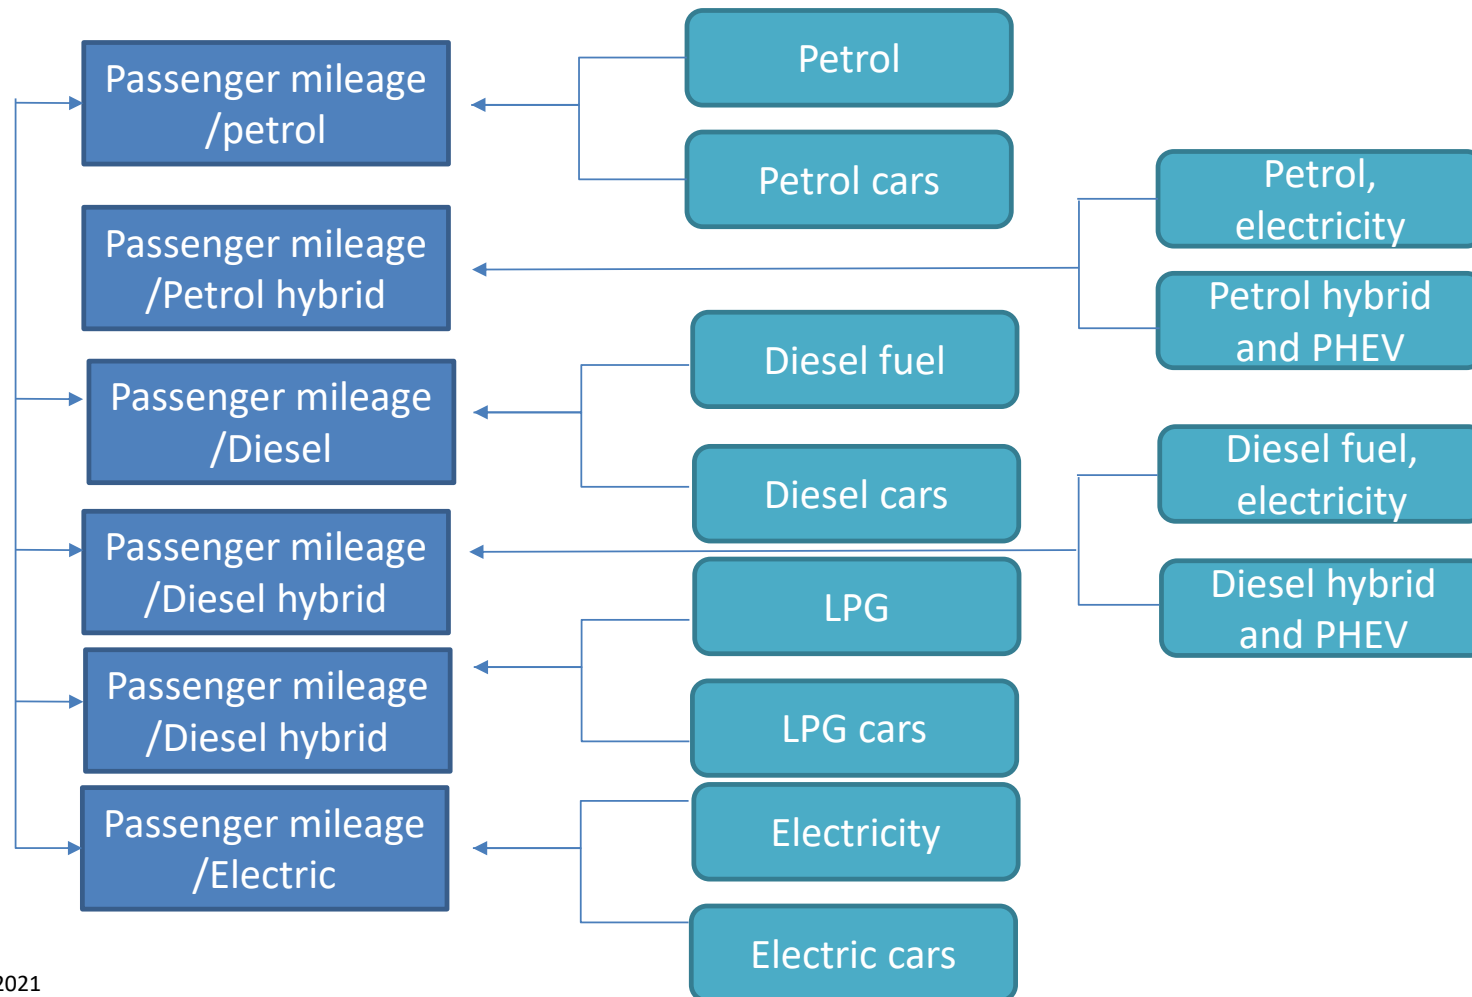 Passenger mileage
/petrol
Passenger mileage
/Petrol hybrid
Passenger mileage
/Diesel
Passenger mileage
/Diesel hybrid
Passenger mileage
/Diesel hybrid
Passenger mileage
/Electric
Petrol
Petrol cars
Diesel fuel
Diesel cars
LPG
LPG cars
Electricity
Electric cars
Petrol,
electricity
Petrol hybrid
and PHEV
Diesel fuel,
electricity
Diesel hybrid
and PHEV
2021